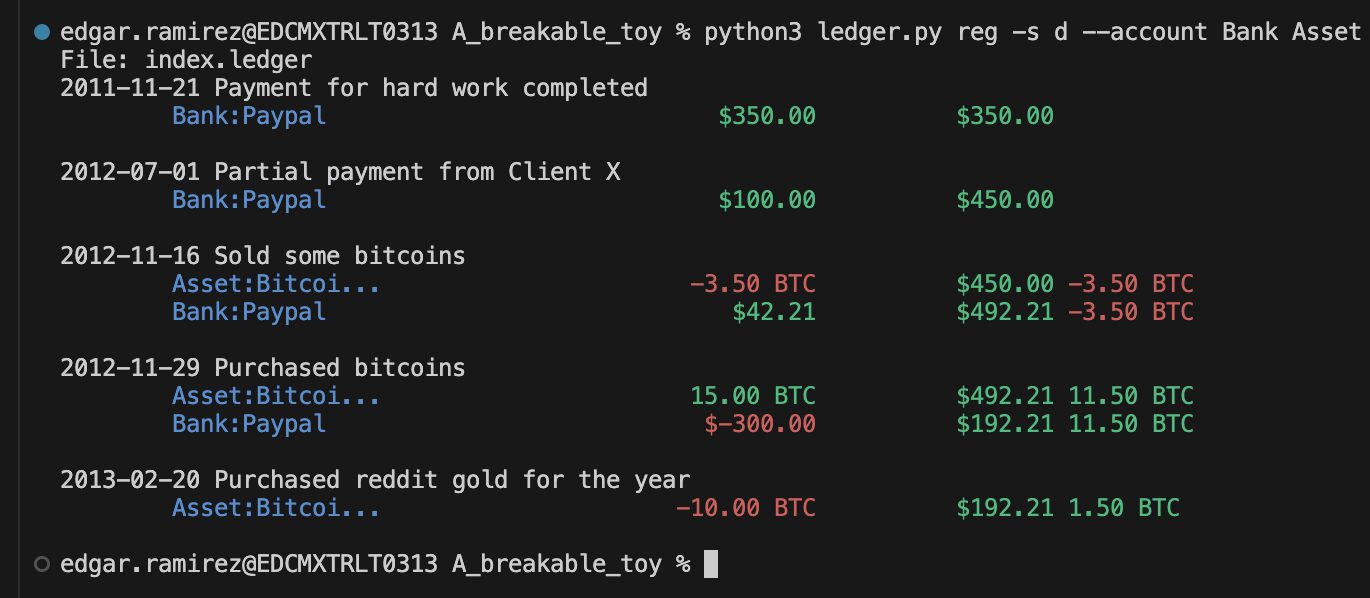 edgar.ramirez@EDCMXTRLT0313 A_breakable_toy % python3 ledger.py reg -s d --account Bank Asset
File: index.ledger
2011-11-21 Payment for hard work completed
Bank:Paypal $350.00 $350.00
2012-07-01 Partial payment from Client X
Bank:Paypal $100.00 $450.00
2012-11-16 Sold some bitcoins
Asset:Bitcoi... -3.50 BTC $450.00 -3.50 BTC
Bank:Paypal $42.21 $492.21 -3.50 BTC
2012-11-29 Purchased bitcoins
Asset:Bitcoi... 15.00 BTC $492.21 11.50 BTC
Bank:Paypal $-300.00 $192.21 11.50 BTC
2013-02-20 Purchased reddit gold for the year
Asset:Bitcoi... -10.00 BTC $192.21 1.50 BTC
edgar.ramirez@EDCMXTRLT0313 A_breakable_toy %